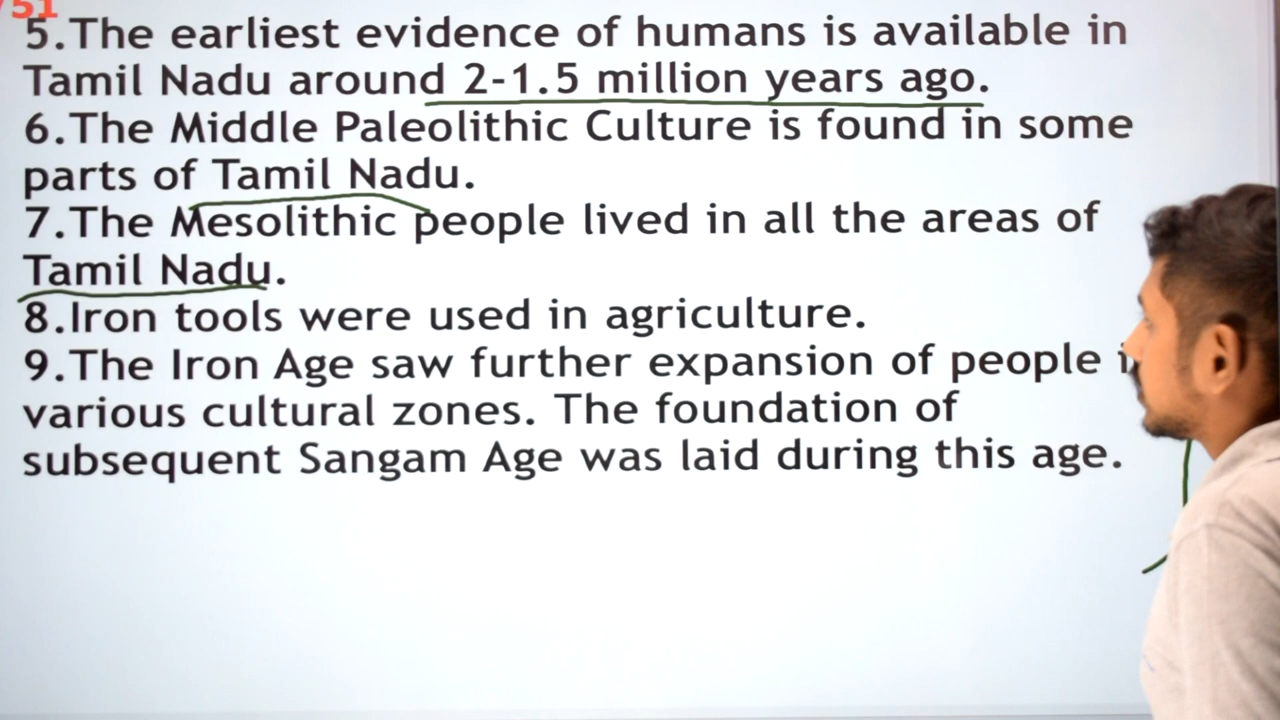 51
5.The earliest evidence of humans is available in
Tamil Nadu around 2-1.5 million years ago.
6.The Middle Paleolithic Culture is found in some
parts of Tamil Nadu.
7.The Mesolithic people lived in all the areas of
Tamil Nadu.
8.Iron tools were used in agriculture.
9.The Iron Age saw further expansion of people
various cultural zones. The foundation of
subsequent Sangam Age was laid during this age.